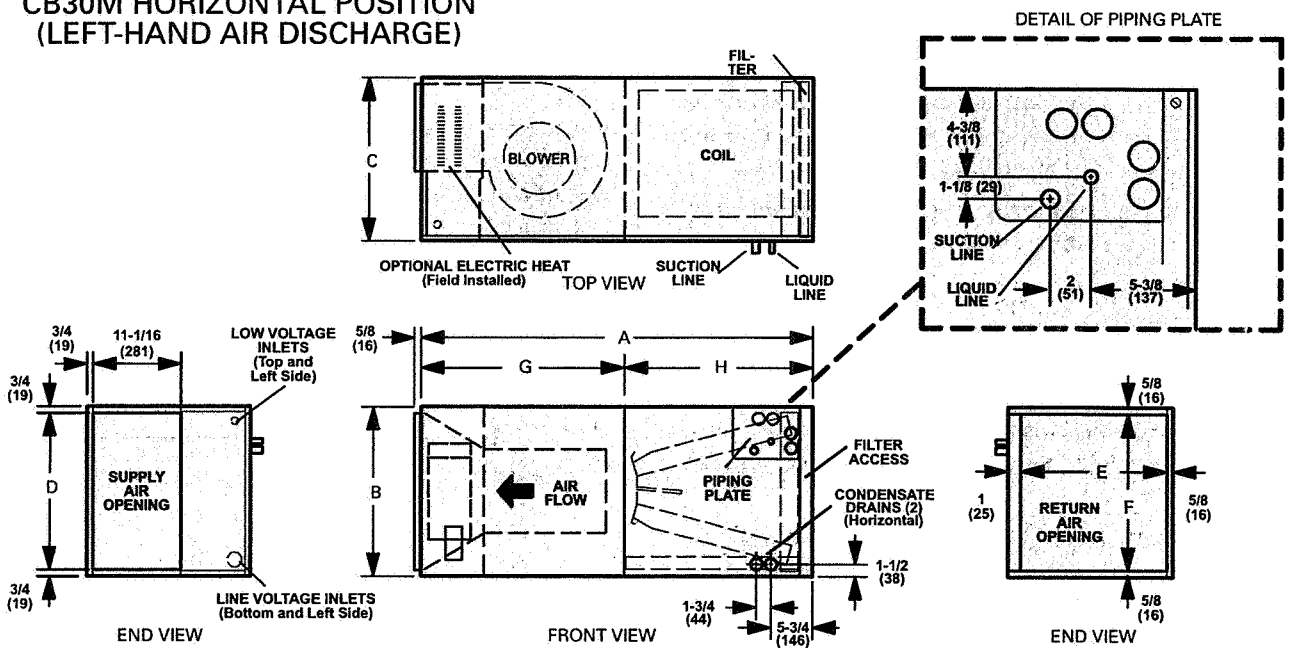 CB30M HORIZONTAL POSITION
(LEFT-HAND AIR DISCHARGE)
DETAIL OF PIPING PLATE
FIL-
TER
C
BLOWER
COIL
OPTIONAL ELECTRIC HEAT
(Field Installed)
TOP VIEW
SUCTION
LINE
LIQUID
LINE
4-3/8
(111)
1-1/8 (29)
SUCTION
LINE
LIQUID
LINE
2
(51)
5-3/8
(137)
3/4
(19)
11-1/16
(281)
LOW VOLTAGE
INLETS
(Top and
Left Side)
3/4
(19)
D
SUPPLY
AIR
OPENING
3/4
(19)
LINE VOLTAGE INLETS
(Bottom and Left Side)
END VIEW
5/8
(16)
A
G
H
B
AIR
FLOW
PIPING
PLATE
FILTER
ACCESS
CONDENSATE
DRAINS (2)
(Horizontal)
1-1/2
(38)
1-3/4
(44)
5-3/4
(146)
FRONT VIEW
5/8
(16)
1
(25)
E
F
RETURN
AIR
OPENING
5/8
(16)
5/8
(16)
END VIEW